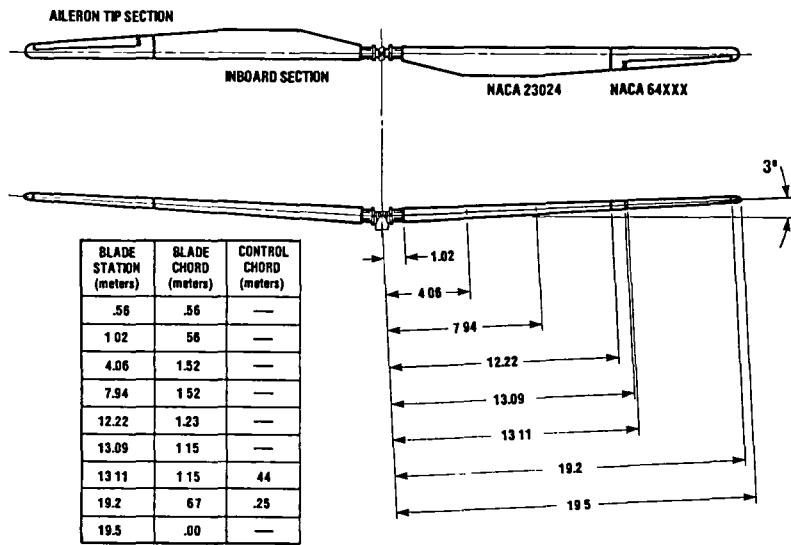 AILERON TIP SECTION
INBOARD SECTION
NACA 23024
NACA 64XXX
3°
1.02
4 06
7 94
12.22
13.09
13 11
19.2
19 5
BLADE STATION (meters) BLADE CHORD (meters) CONTROL CHORD (meters)
.56 .56 —
1 02 56 —
4.06 1.52 —
7.94 1 52 —
12.22 1.23 —
13.09 1 15 —
13 11 1 15 44
19.2 67 .25
19.5 .00 —